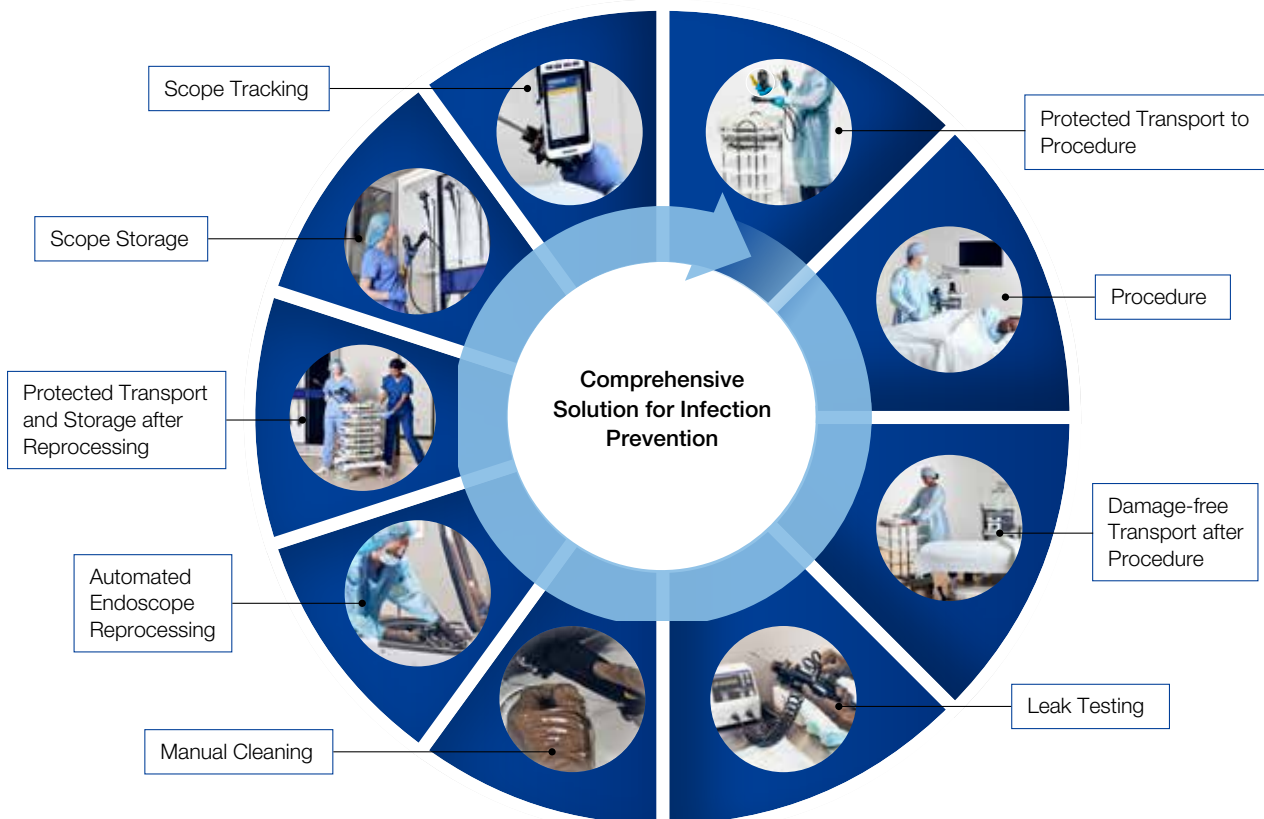 Scope Tracking
Protected Transport to
Procedure
Scope Storage
Procedure
Comprehensive
Solution for Infection
Prevention
Protected Transport
and Storage after
Reprocessing
Damage-free
Transport after
Procedure
Automated
Endoscope
Reprocessing
Leak Testing
Manual Cleaning